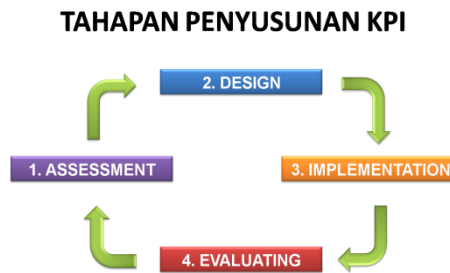 TAHAPAN PENYUSUNAN KPI
2. DESIGN
1. ASSESSMENT
3. IMPLEMENTATION
4. EVALUATING